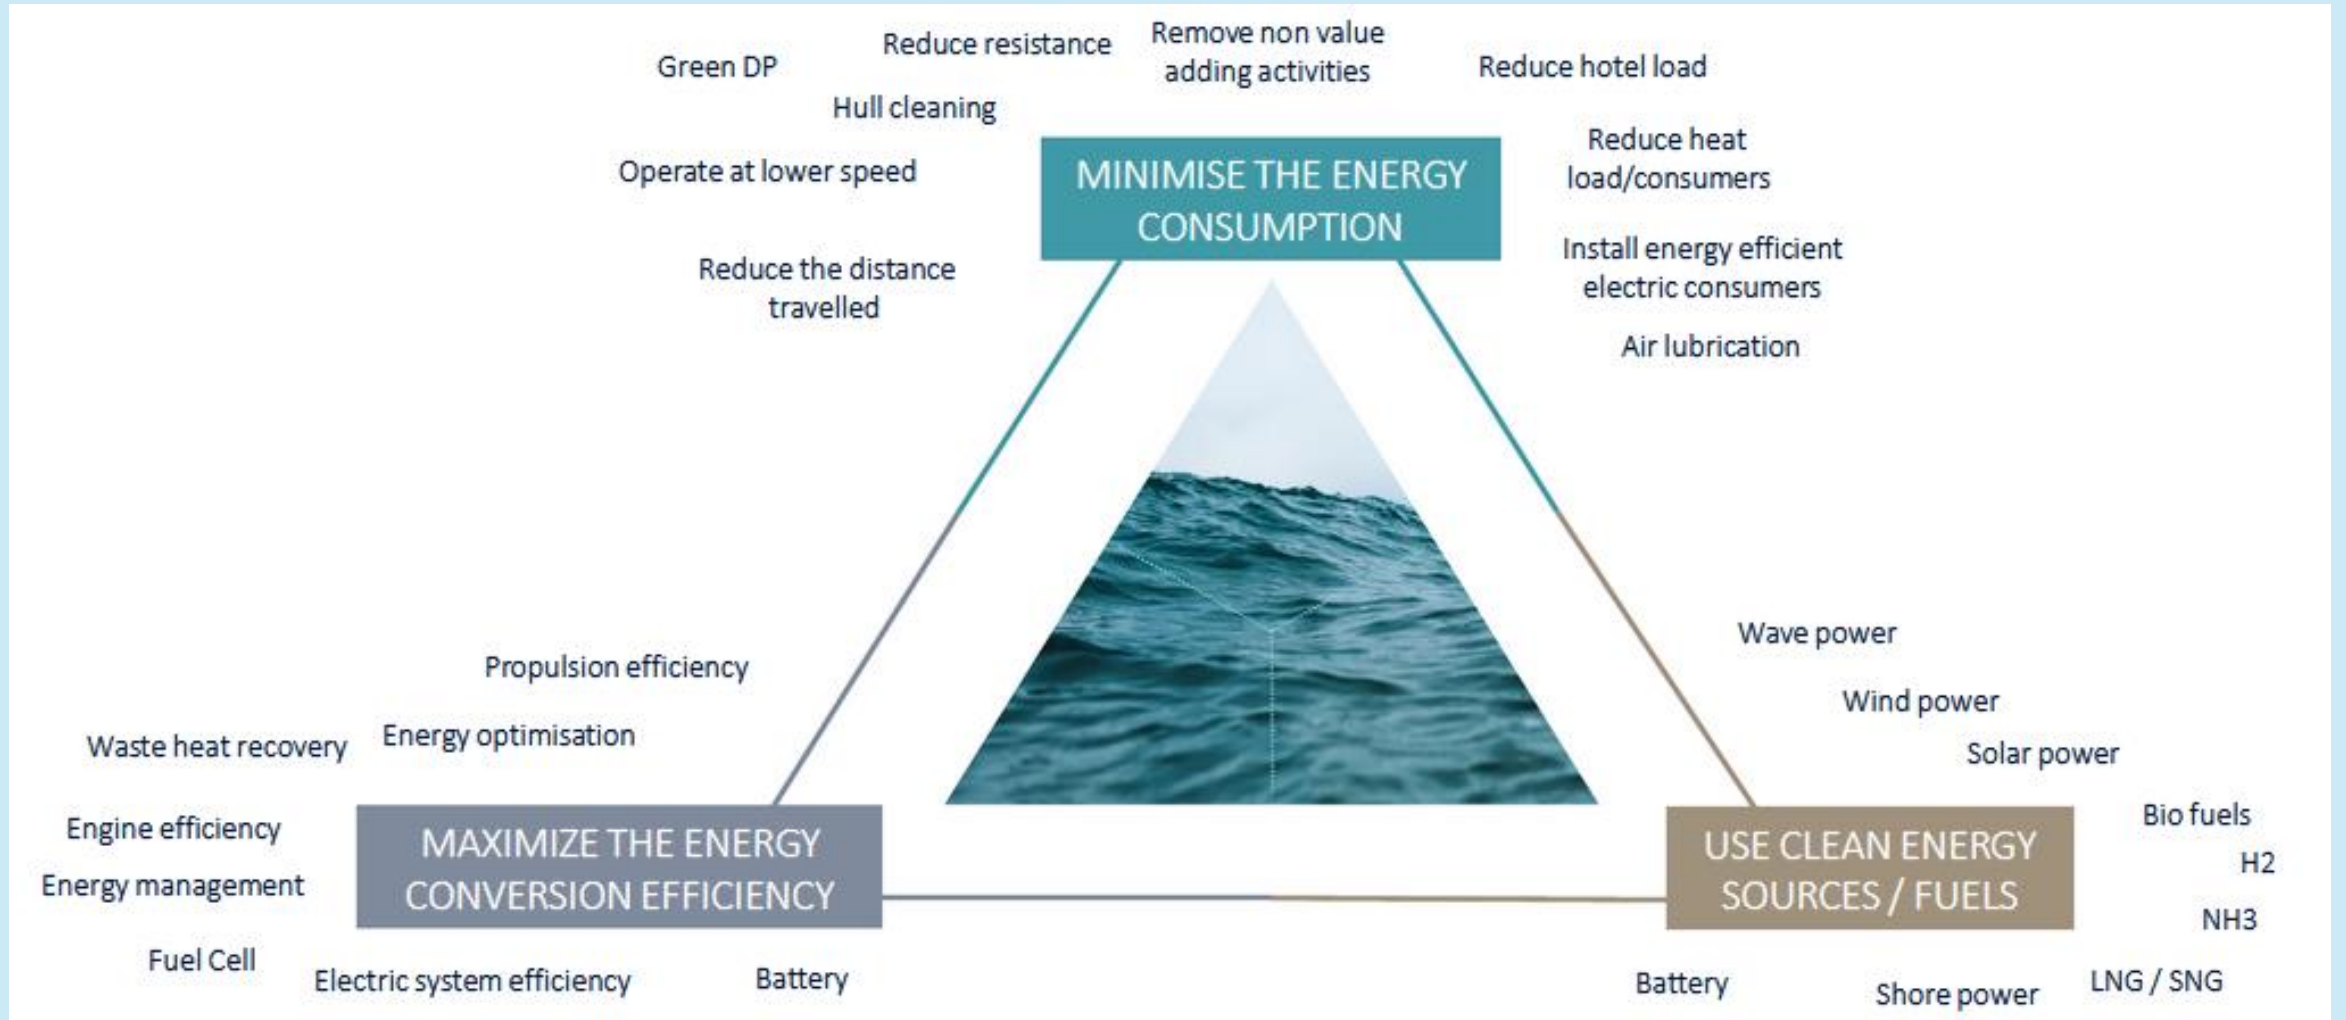 Green DP
Reduce resistance
Remove non value
adding activities
Reduce hotel load
Hull cleaning
Operate at lower speed
MINIMISE THE ENERGY
CONSUMPTION
Reduce heat
load/consumers
Reduce the distance
travelled
Install energy efficient
electric consumers
Air lubrication
Propulsion efficiency
Energy optimisation
Waste heat recovery
Engine efficiency
Energy management
MAXIMIZE THE ENERGY
CONVERSION EFFICIENCY
Fuel Cell
Electric system efficiency
Battery
Wave power
Wind power
Solar power
USE CLEAN ENERGY
SOURCES / FUELS
Bio fuels
H2
NH3
Battery
Shore power
LNG / SNG